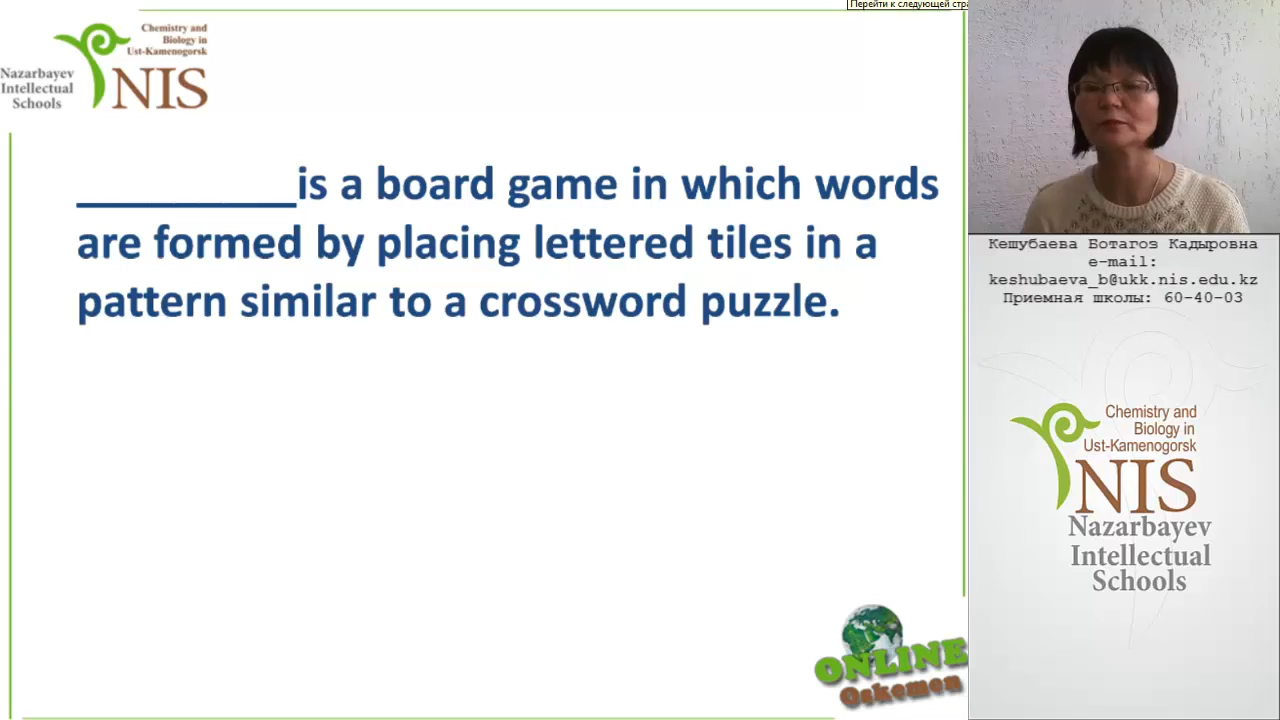 Перейти к следующей стра
Chemistry and
Biology in
Ust-Kamenogorsk
Nazarbayev
Intellectual
Schools
NIS
________is a board game in which words
are formed by placing lettered tiles in a
pattern similar to a crossword puzzle.
ONLINE
Oskemen
Кешубаева Ботагоз Кадыровна
e-mail:
keshubaeva_b@ukk.nis.edu.kz
Приемная школы: 60-40-03
Chemistry and
Biology in
Ust-Kamenogorsk
NIS
Nazarbayev
Intellectual
Schools